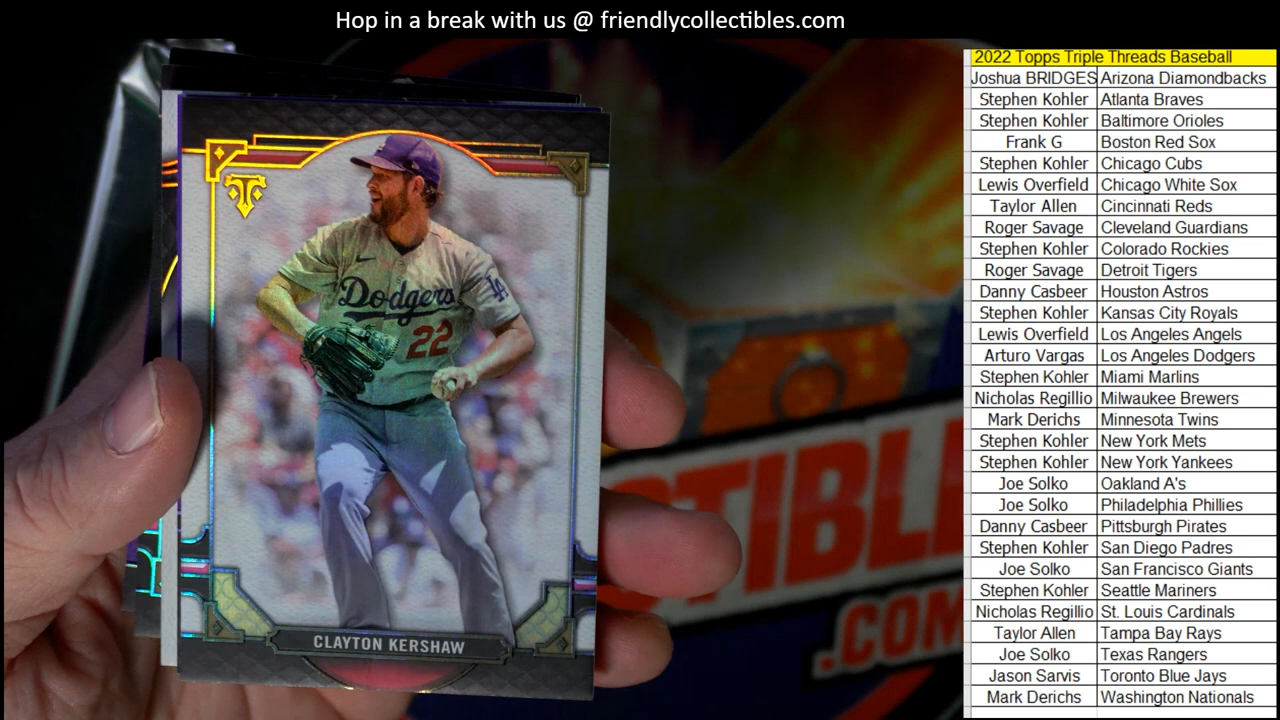 Hop in a break with us @ friendlycollectibles.com
2022 Topps Triple Threads Baseball
Joshua BRIDGES Arizona Diamondbacks
Stephen Kohler Atlanta Braves
Stephen Kohler Baltimore Orioles
Frank G Boston Red Sox
Stephen Kohler Chicago Cubs
Lewis Overfield Chicago White Sox
Taylor Allen Cincinnati Reds
Roger Savage Cleveland Guardians
Stephen Kohler Colorado Rockies
Roger Savage Detroit Tigers
Danny Casbeer Houston Astros
Stephen Kohler Kansas City Royals
Lewis Overfield Los Angeles Angels
Arturo Vargas Los Angeles Dodgers
Stephen Kohler Miami Marlins
Nicholas Regillio Milwaukee Brewers
Mark Derichs Minnesota Twins
Stephen Kohler New York Mets
Stephen Kohler New York Yankees
Joe Solko Oakland A's
Joe Solko Philadelphia Phillies
Danny Casbeer Pittsburgh Pirates
Stephen Kohler San Diego Padres
Joe Solko San Francisco Giants
Stephen Kohler Seattle Mariners
Nicholas Regillio St. Louis Cardinals
Taylor Allen Tampa Bay Rays
Joe Solko Texas Rangers
Jason Sarvis Toronto Blue Jays
Mark Derichs Washington Nationals
Dodgers
LA
22
CLAYTON KERSHAW
CTIBLE
.COM